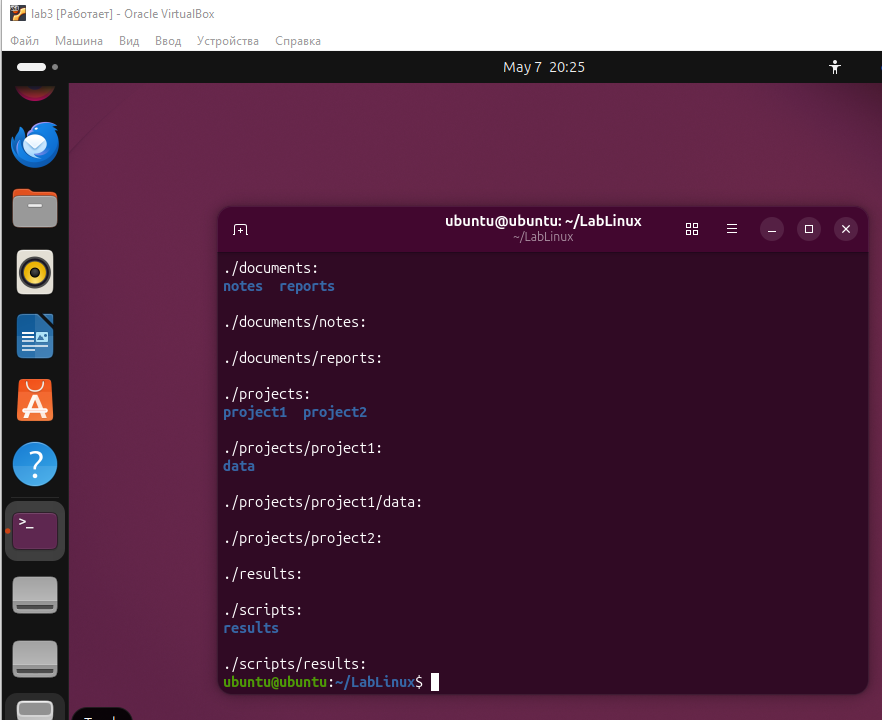 lab3 [Работает] - Oracle VirtualBox
Файл Машина Вид Ввод Устройства Справка
May 7 20:25
ubuntu@ubuntu: ~/LabLinux
~/LabLinux
./documents:
notes reports
./documents/notes:
./documents/reports:
./projects:
project1 project2
./projects/project1:
data
./projects/project1/data:
./projects/project2:
./results:
./scripts:
results
./scripts/results:
ubuntu@ubuntu:~/LabLinux$
>_
?